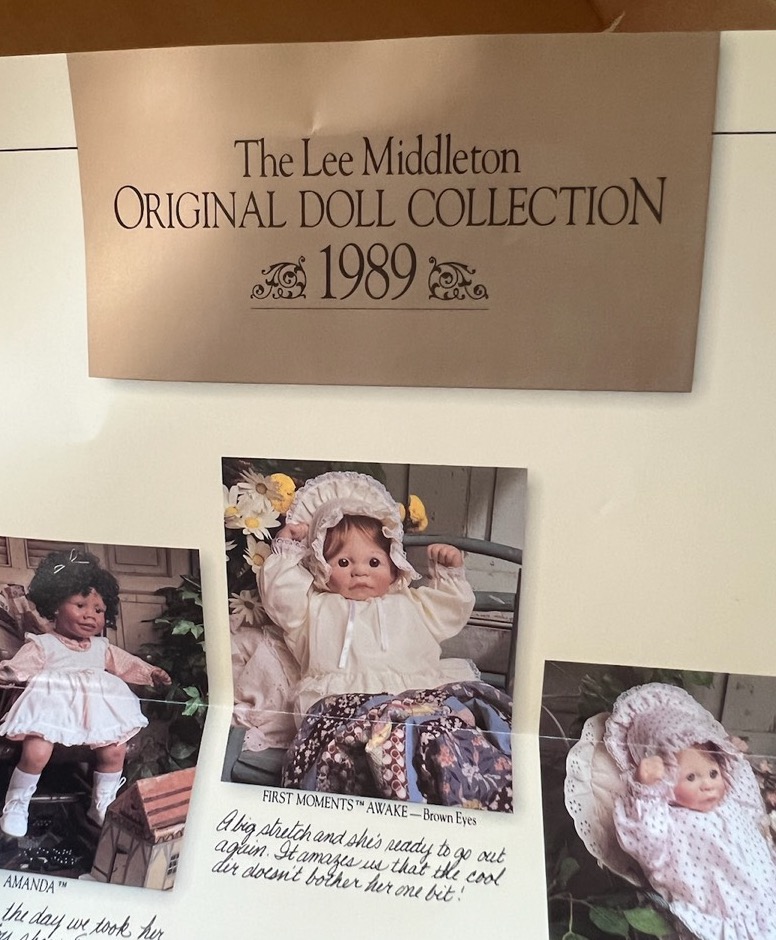 The Lee Middleton
ORIGINAL DOLL COLLECTION
1989
FIRST MOMENTS™ AWAKE—Brown Eyes
A big stretch and she's ready to go out
again. It amazes us that the cool
air doesn't bother her one bit!
AMANDA™
the day we took her